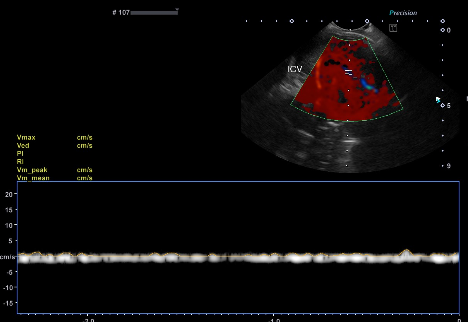 # 107
Precision
0
ICV
5
9
Vmax cm/s
Ved cm/s
PI
RI
Vm_peak cm/s
Vm_mean cm/s
20
15
10
5
cm/s
-5
-10
-15
-2.0 -1.0 0